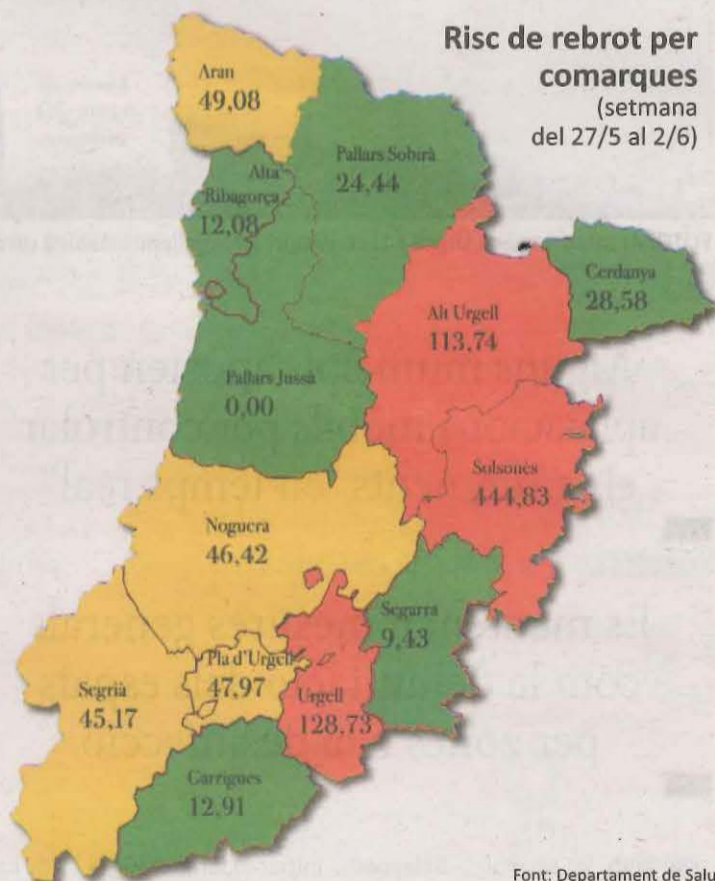 Risc de rebrot per
comarques
(setmana
del 27/5 al 2/6)
Aran
49,08
Pallars Sobirà
24,44
Alta
Ribagorça
12,08
Cerdanya
28,58
Alt Urgell
113,74
Pallars Jussà
0,00
Solsonès
444,83
Noguera
46,42
Segarra
9,43
Pla d'Urgell
47,97
Segrià
45,17
Urgell
128,73
Garrigues
12,91
Font: Departament de Salu